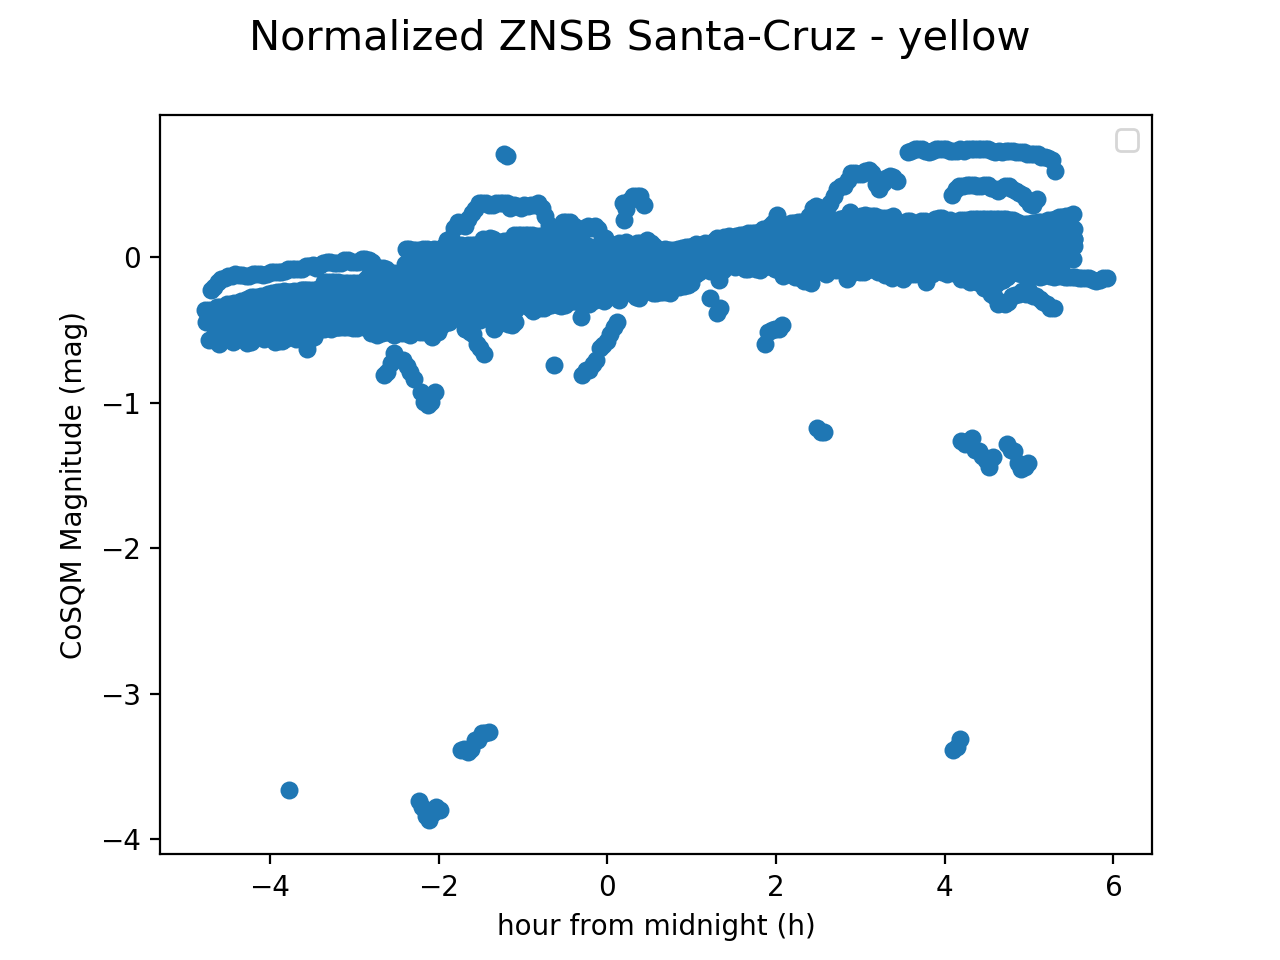 Normalized ZNSB Santa-Cruz - yellow
CoSQM Magnitude (mag)
0
−1
−2
−3
−4
−4 −2 0 2 4 6
hour from midnight (h)